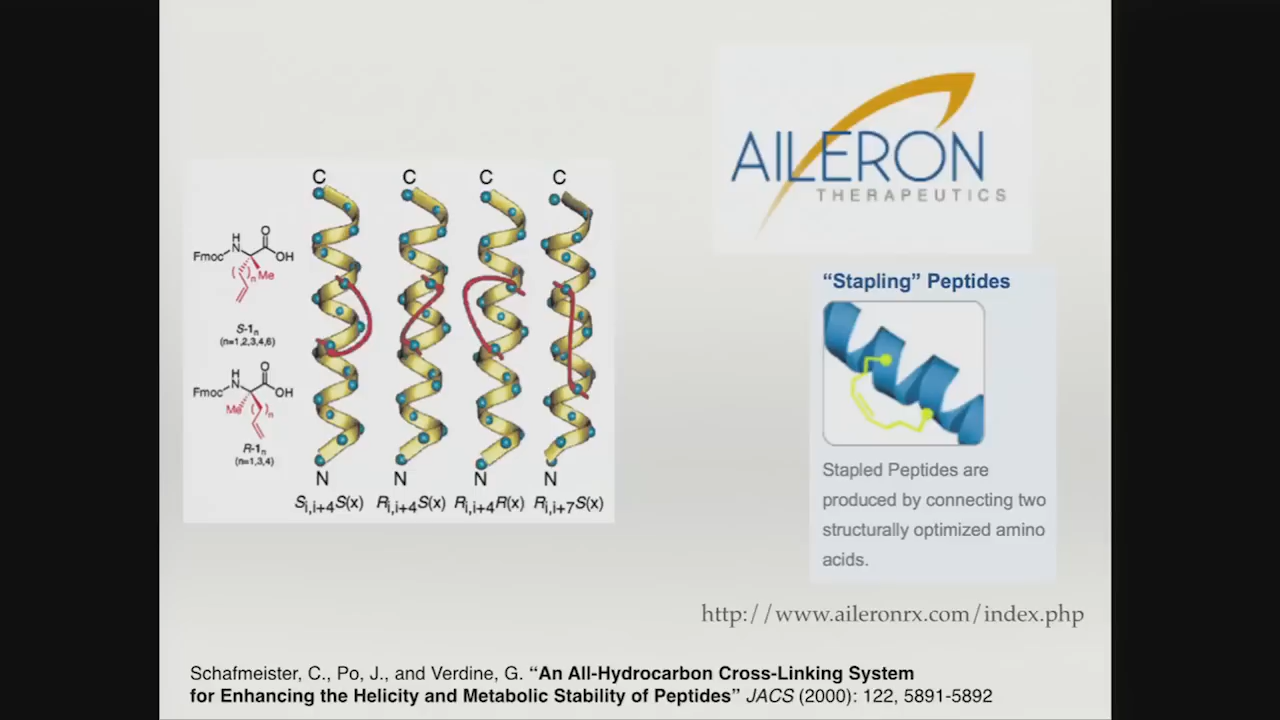 AILERON
THERAPEUTICS
C C C C
H
N
O
Fmoc
OH
( )n Me
S-1n
(n=1,2,3,4,6)
H
N
O
Fmoc
OH
Me ( )n
R-1n
(n=1,3,4)
N N N N
Si,i+4S(x) Ri,i+4S(x) Ri,i+4R(x) Ri,i+7S(x)
“Stapling” Peptides
Stapled Peptides are
produced by connecting two
structurally optimized amino
acids.
http://www.aileronrx.com/index.php
Schafmeister, C., Po, J., and Verdine, G. “An All-Hydrocarbon Cross-Linking System
for Enhancing the Helicity and Metabolic Stability of Peptides” JACS (2000): 122, 5891-5892